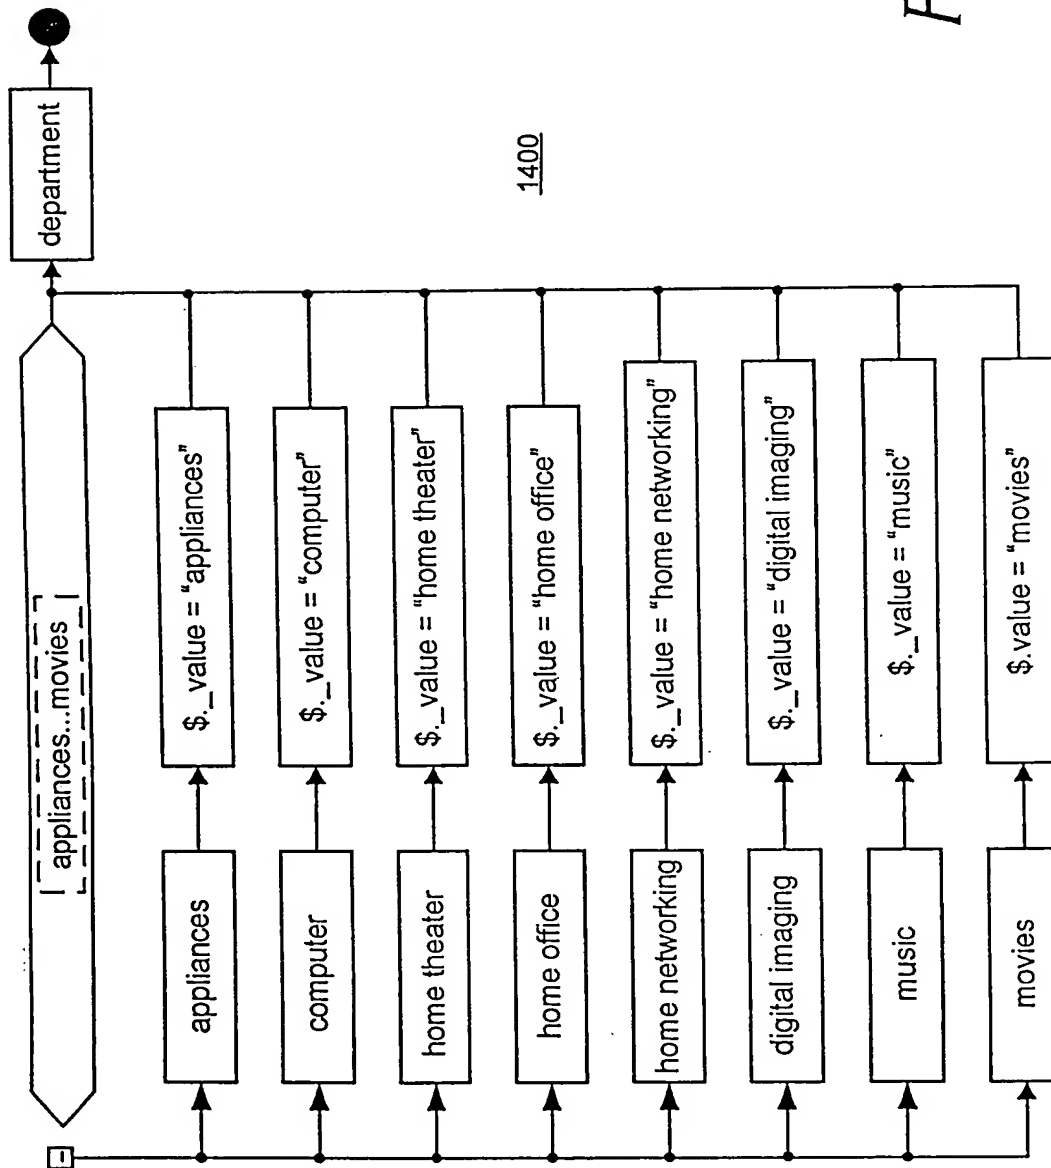 appliances...movies
department
appliances
$._value = “appliances”
computer
$._value = “computer”
home theater
$._value = “home theater”
home office
$._value = “home office”
home networking
$._value = “home networking”
digital imaging
$._value = “digital imaging”
music
$._value = “music”
movies
$.value = “movies”
1400
F